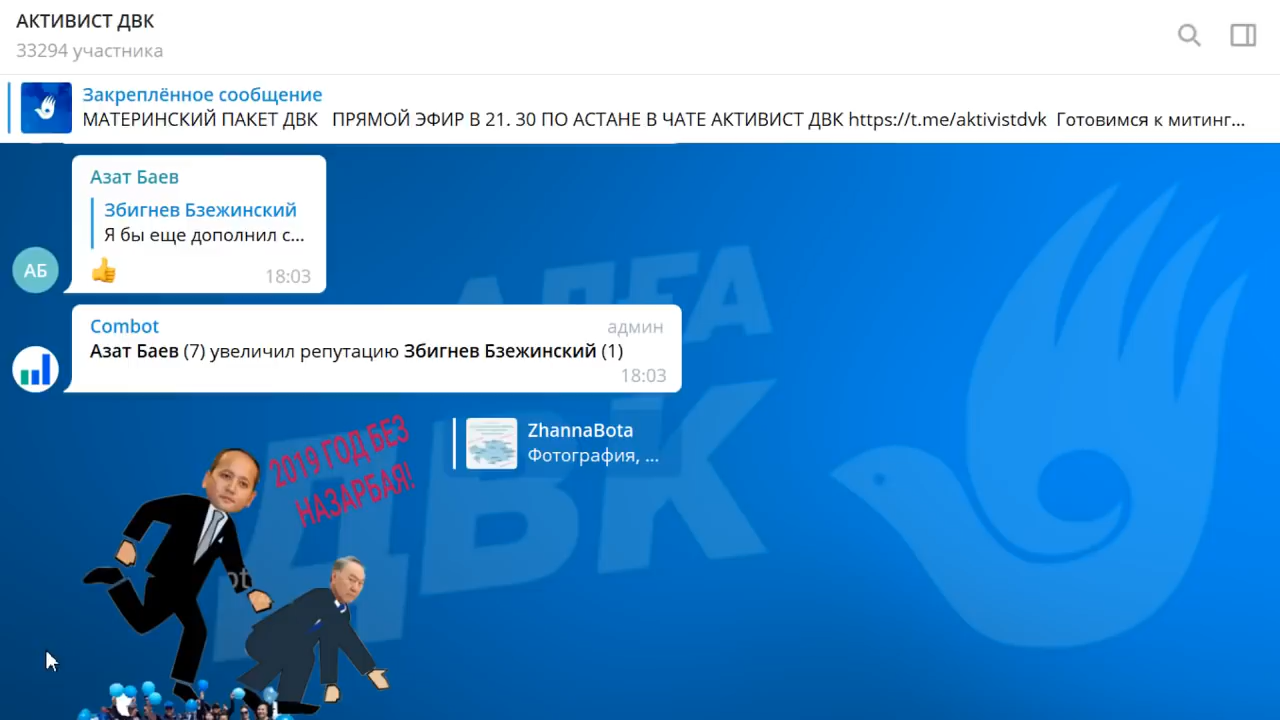 АКТИВИСТ ДВК
33294 участника
Закреплённое сообщение
МАТЕРИНСКИЙ ПАКЕТ ДВК ПРЯМОЙ ЭФИР В 21. 30 ПО АСТАНЕ В ЧАТЕ АКТИВИСТ ДВК https://t.me/aktivistdvk Готовимся к митинг...
Азат Баев
Збигнев Бзежинский
Я бы еще дополнил с...
АБ
18:03
Combot
админ
Азат Баев (7) увеличил репутацию Збигнев Бзежинский (1)
18:03
АЛҒА
ДВК
ZhannaBota
Фотография, ...
2019 ГОД БЕЗ
НАЗАРБАЯ!